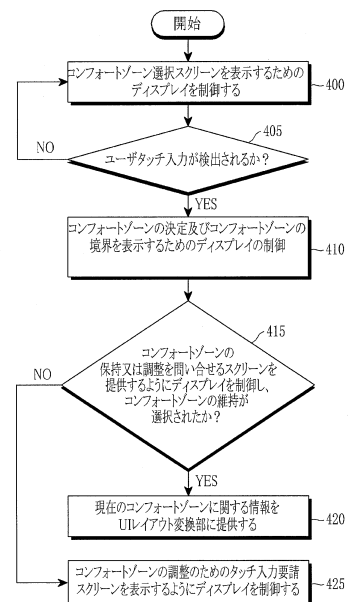 開始
コンフォートゾーン選択スクリーンを表示するための
ディスプレイを制御する
400
405
ユーザタッチ入力が検出されるか？
NO
YES
コンフォートゾーンの決定及びコンフォートゾーンの
境界を表示するためのディスプレイの制御
410
415
コンフォートゾーンの
保持又は調整を問い合せるスクリーンを
提供するようにディスプレイを制御し、
コンフォートゾーンの維持が
選択されたか？
NO
YES
現在のコンフォートゾーンに関する情報を
UIレイアウト変換部に提供する
420
コンフォートゾーンの調整のためのタッチ入力要請
スクリーンを表示するようにディスプレイを制御する
425